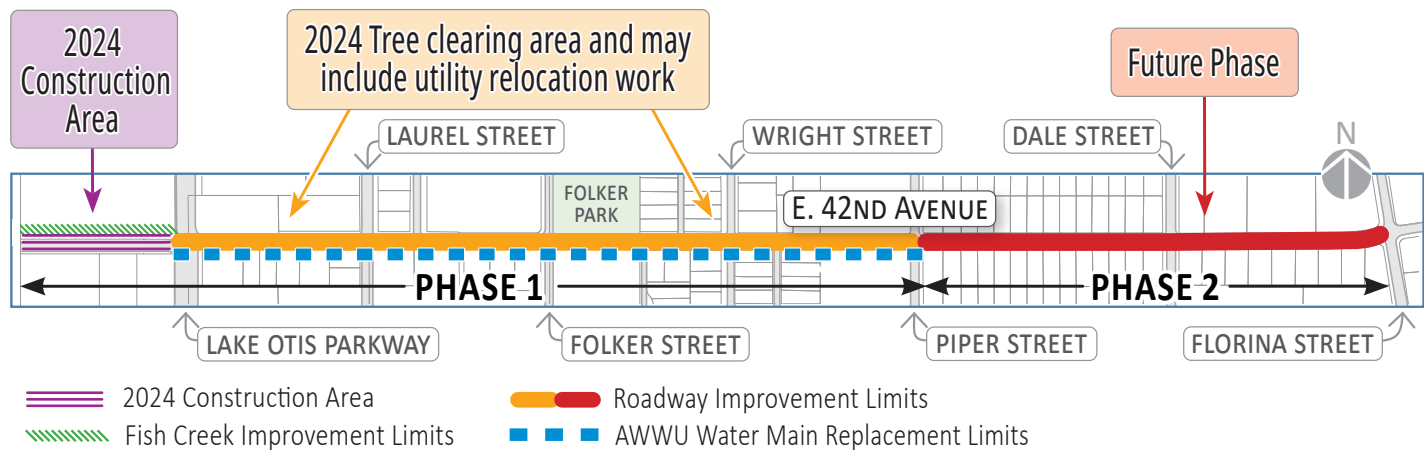 2024
Construction
Area
2024 Tree clearing area and may
include utility relocation work
Future Phase
LAUREL STREET
WRIGHT STREET
DALE STREET
N
FOLKER
PARK
E. 42ND AVENUE
PHASE 1
PHASE 2
LAKE OTIS PARKWAY
FOLKER STREET
PIPER STREET
FLORINA STREET
2024 Construction Area
Roadway Improvement Limits
Fish Creek Improvement Limits
AWWU Water Main Replacement Limits